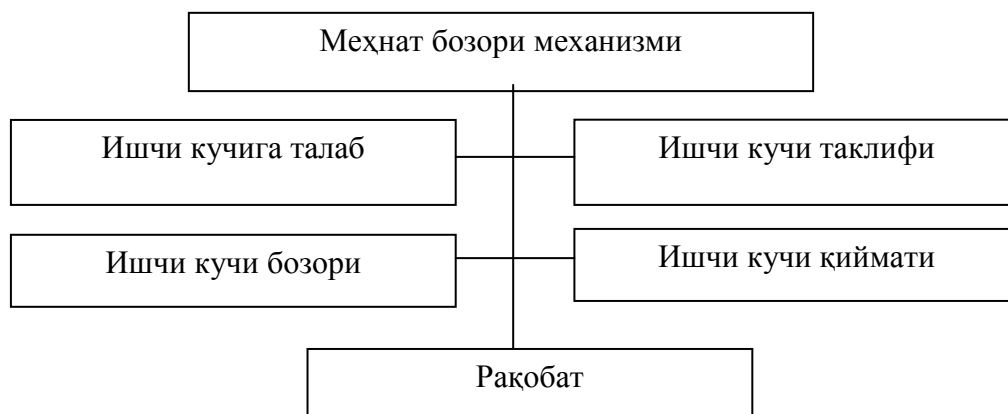 Меҳнат бозори механизми
Ишчи кучига талаб
Ишчи кучи таклифи
Ишчи кучи бозори
Ишчи кучи қиймати
Рақобат